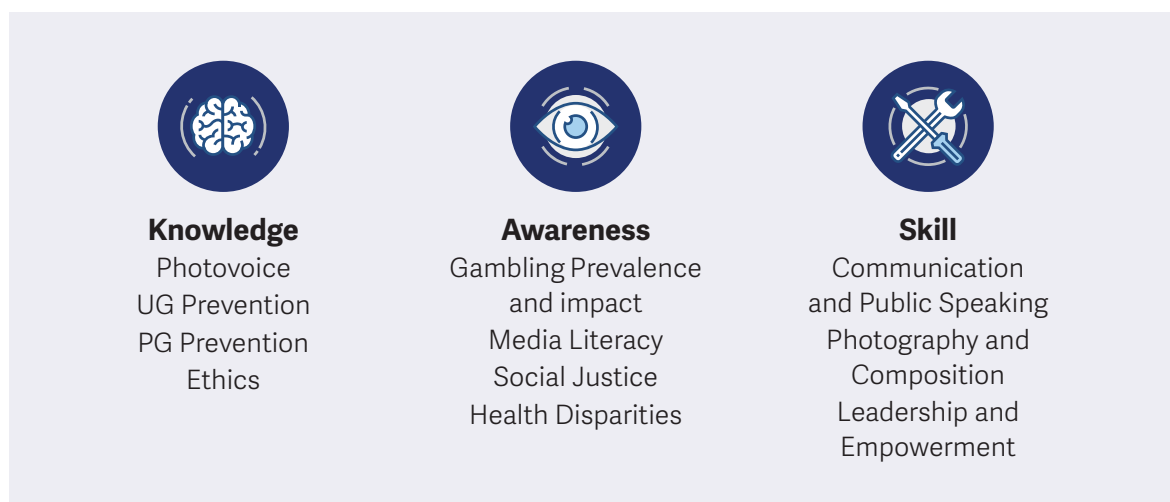 Knowledge
Photovoice
UG Prevention
PG Prevention
Ethics
Awareness
Gambling Prevalence
and impact
Media Literacy
Social Justice
Health Disparities
Skill
Communication
and Public Speaking
Photography and
Composition
Leadership and
Empowerment